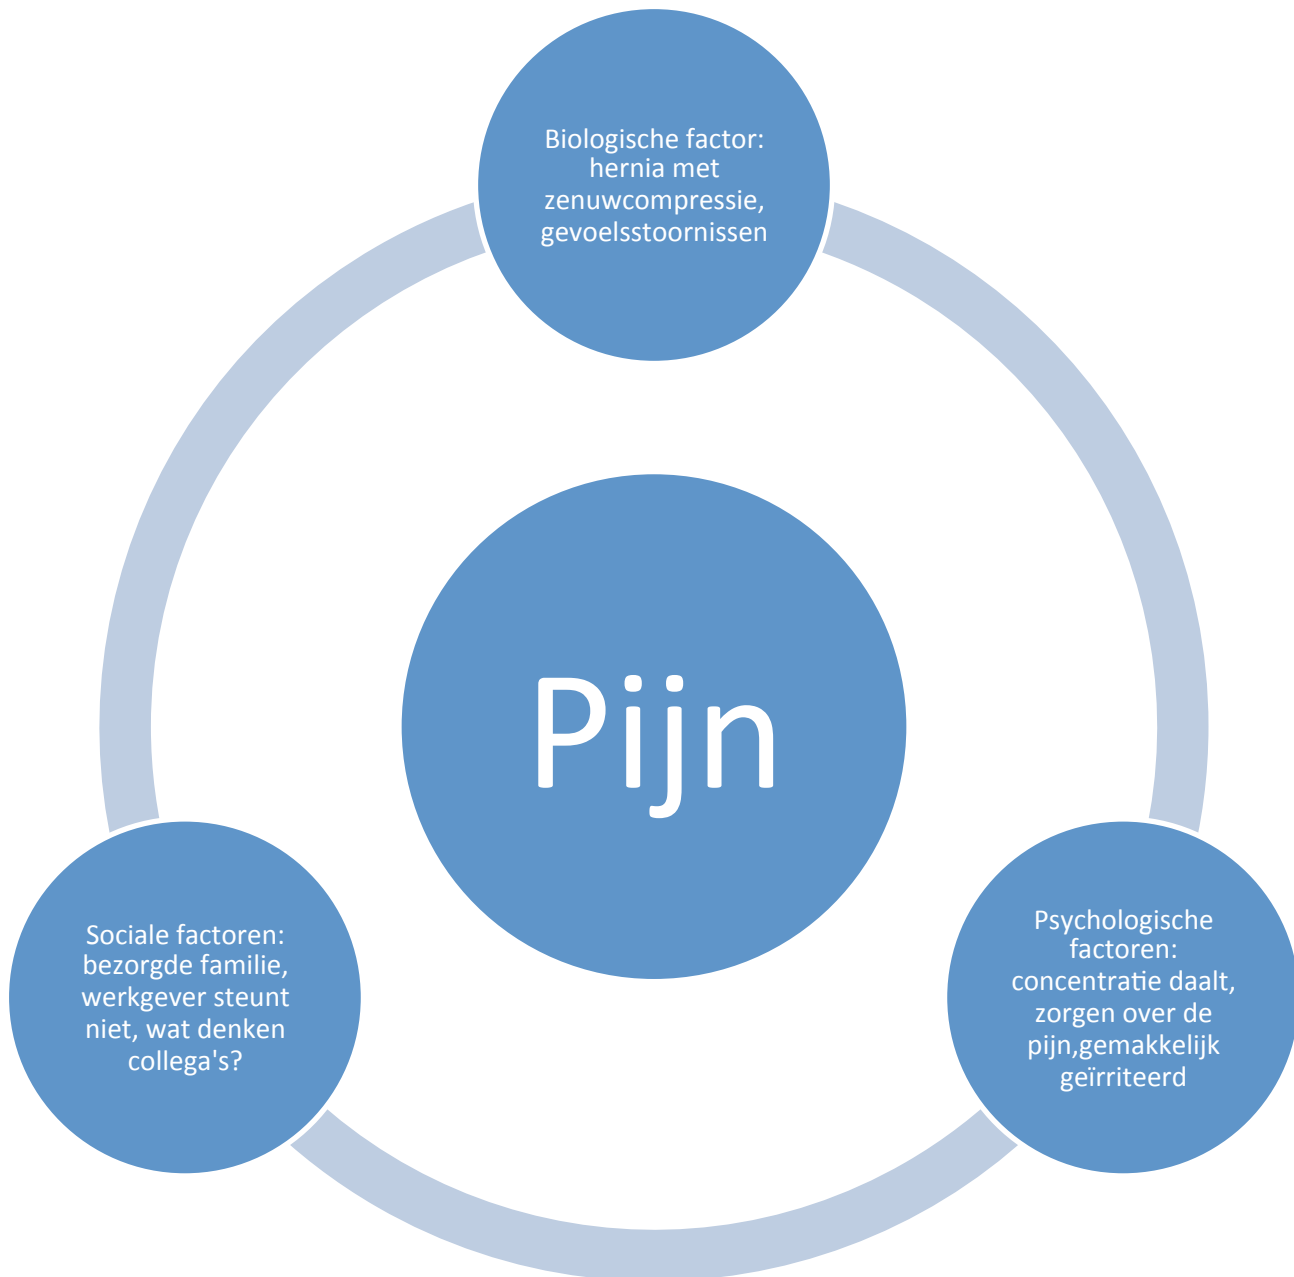 Biologische factor:
hernia met
zenuwcompressie,
gevoelsstoornissen
Pijn
Sociale factoren:
bezorgde familie,
werkgever steunt
niet, wat denken
collega's?
Psychologische
factoren:
concentratie daalt,
zorgen over de
pijn,gemakkelijk
geïrriteerd